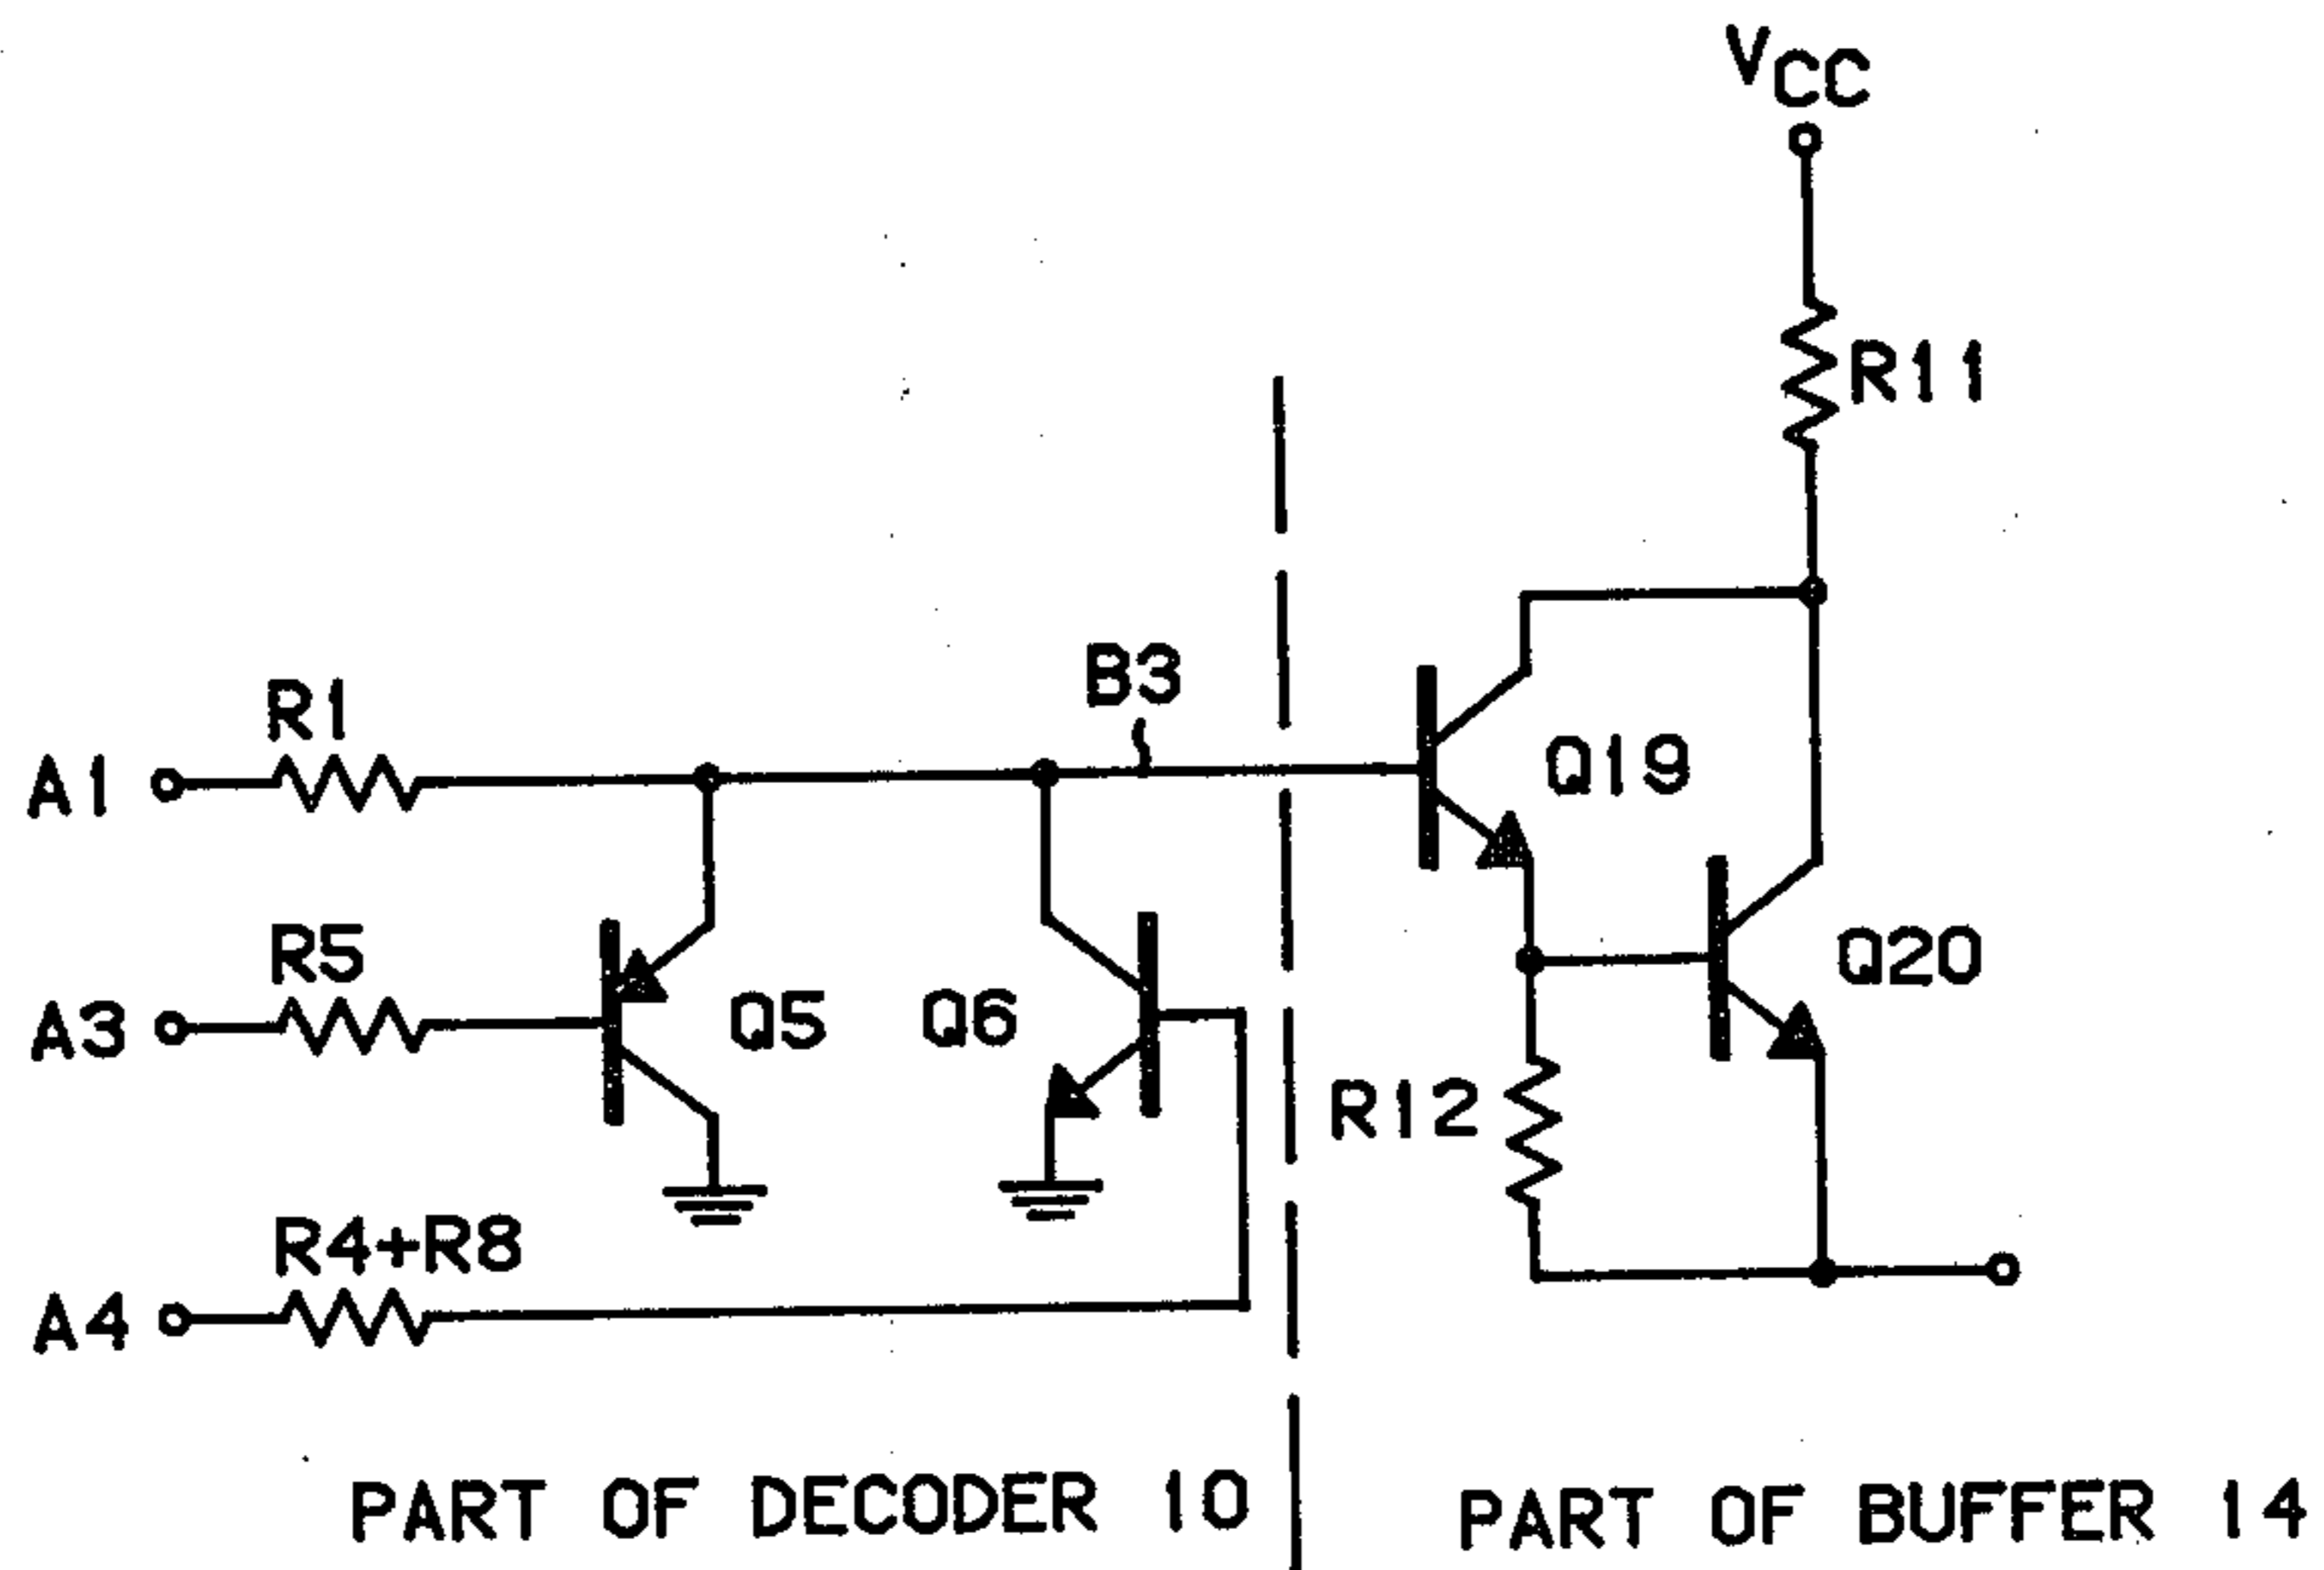 VCC
R11
B3
R1
A1
Q19
R5
Q20
A3
Q5
Q6
R12
R4+R8
A4
PART OF DECODER 10
PART OF BUFFER 14